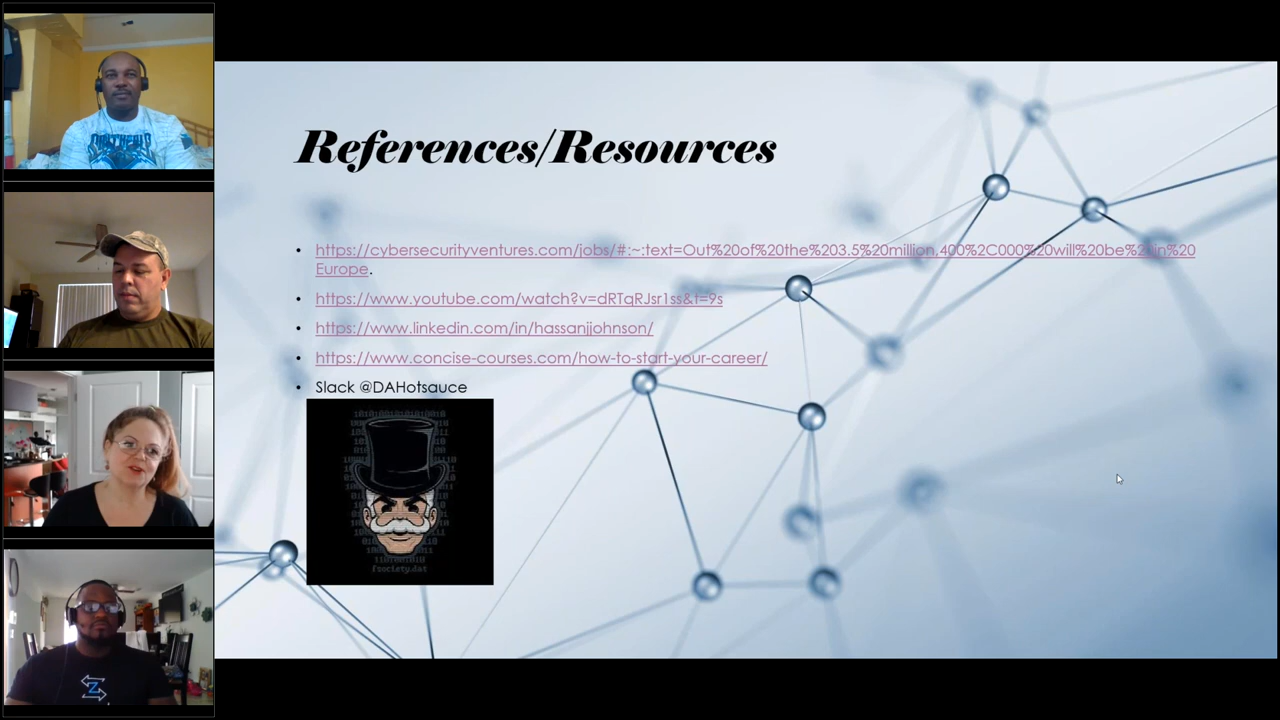 References/Resources
• https://cybersecurityventures.com/jobs/#:~:text=Out%20of%20the%203.5%20million,400%2C000%20will%20be%20in%20
Europe.
• https://www.youtube.com/watch?v=dRTqRJsr1ss&t=9s
• https://www.linkedin.com/in/hassanjjohnson/
• https://www.concise-courses.com/how-to-start-your-career/
• Slack @DAHotsauce
fsociety.dat